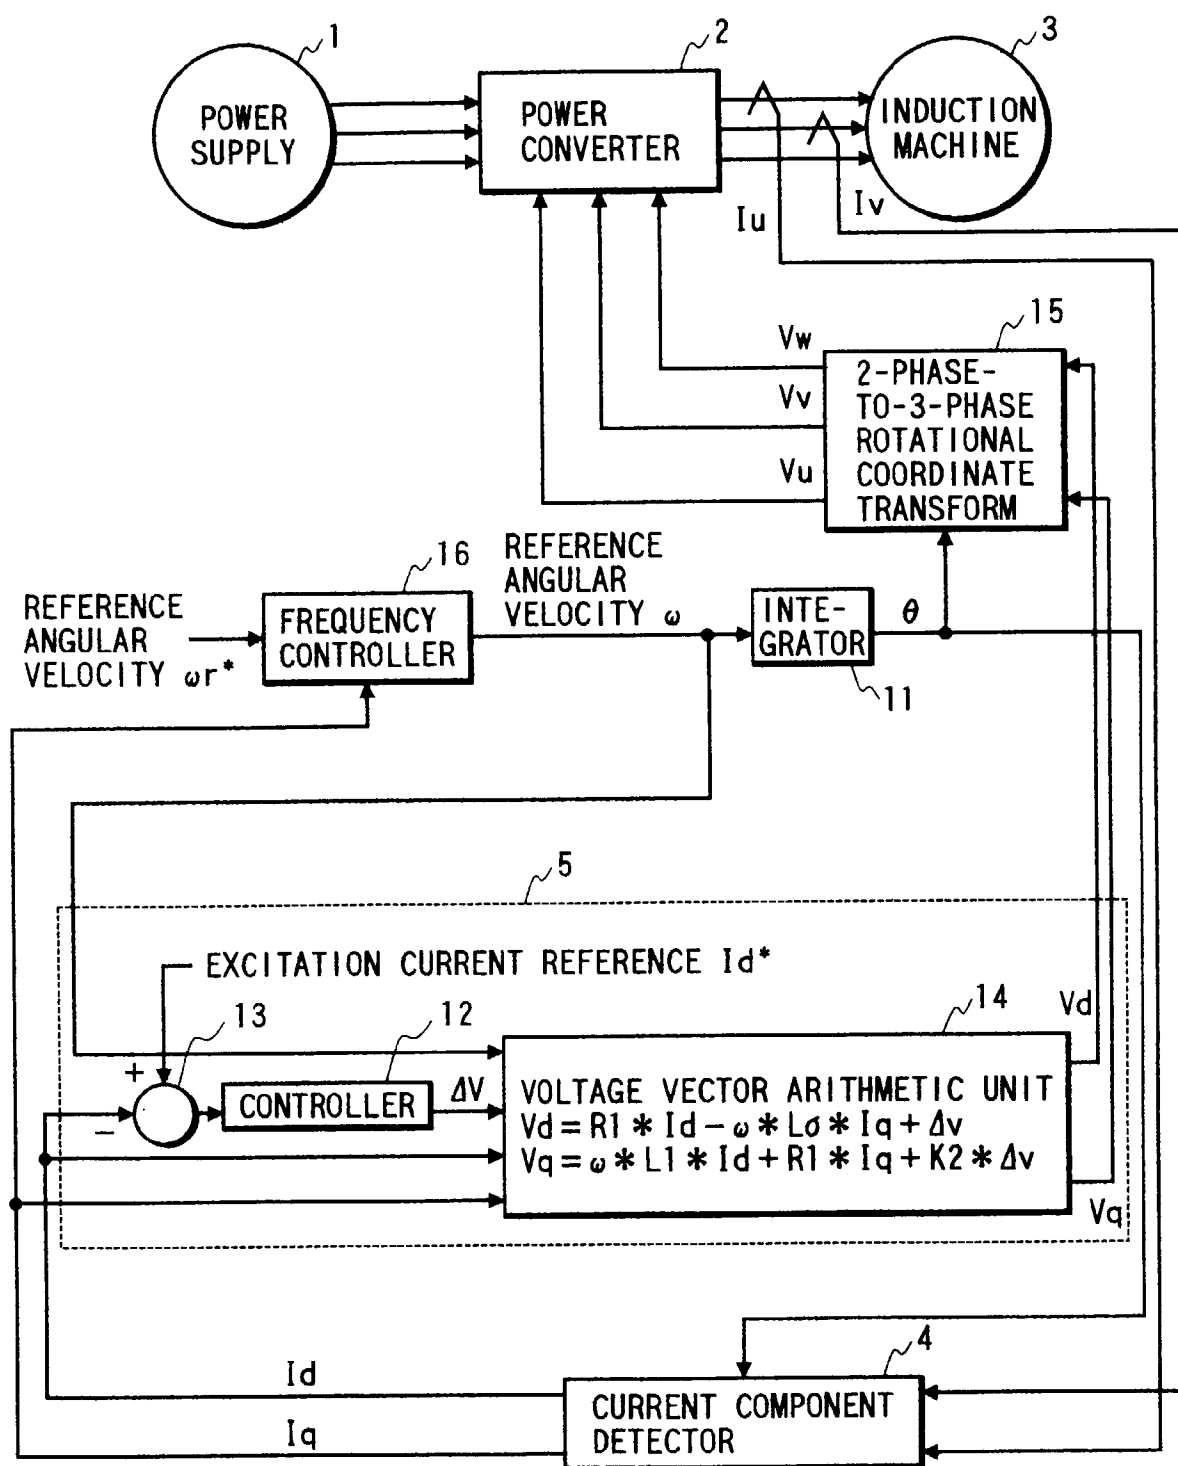 1
2
3
POWER
SUPPLY
POWER
CONVERTER
INDUCTION
MACHINE
Iu
Iv
15
Vw
Vv
Vu
2-PHASE-
TO-3-PHASE
ROTATIONAL
COORDINATE
TRANSFORM
16
REFERENCE
ANGULAR
VELOCITY ω
REFERENCE
ANGULAR
VELOCITY ωr*
FREQUENCY
CONTROLLER
INTE-
GRATOR
θ
11
5
EXCITATION CURRENT REFERENCE Id*
13
12
14
Vd
+
−
CONTROLLER
ΔV
VOLTAGE VECTOR ARITHMETIC UNIT
Vd=R1*Id-ω*Lσ*Iq+Δv
Vq=ω*L1*Id+R1*Iq+K2*Δv
Vq
4
Id
Iq
CURRENT COMPONENT
DETECTOR